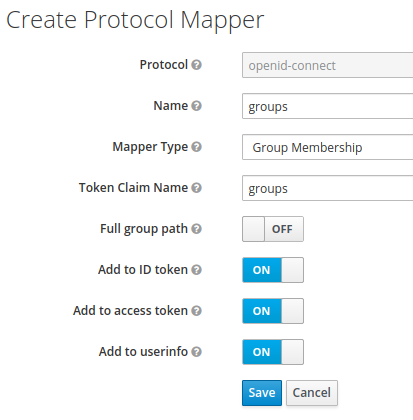 Create Protocol Mapper
Protocol openid-connect
Name groups
Mapper Type Group Membership
Token Claim Name groups
Full group path OFF
Add to ID token ON
Add to access token ON
Add to userinfo ON
Save Cancel